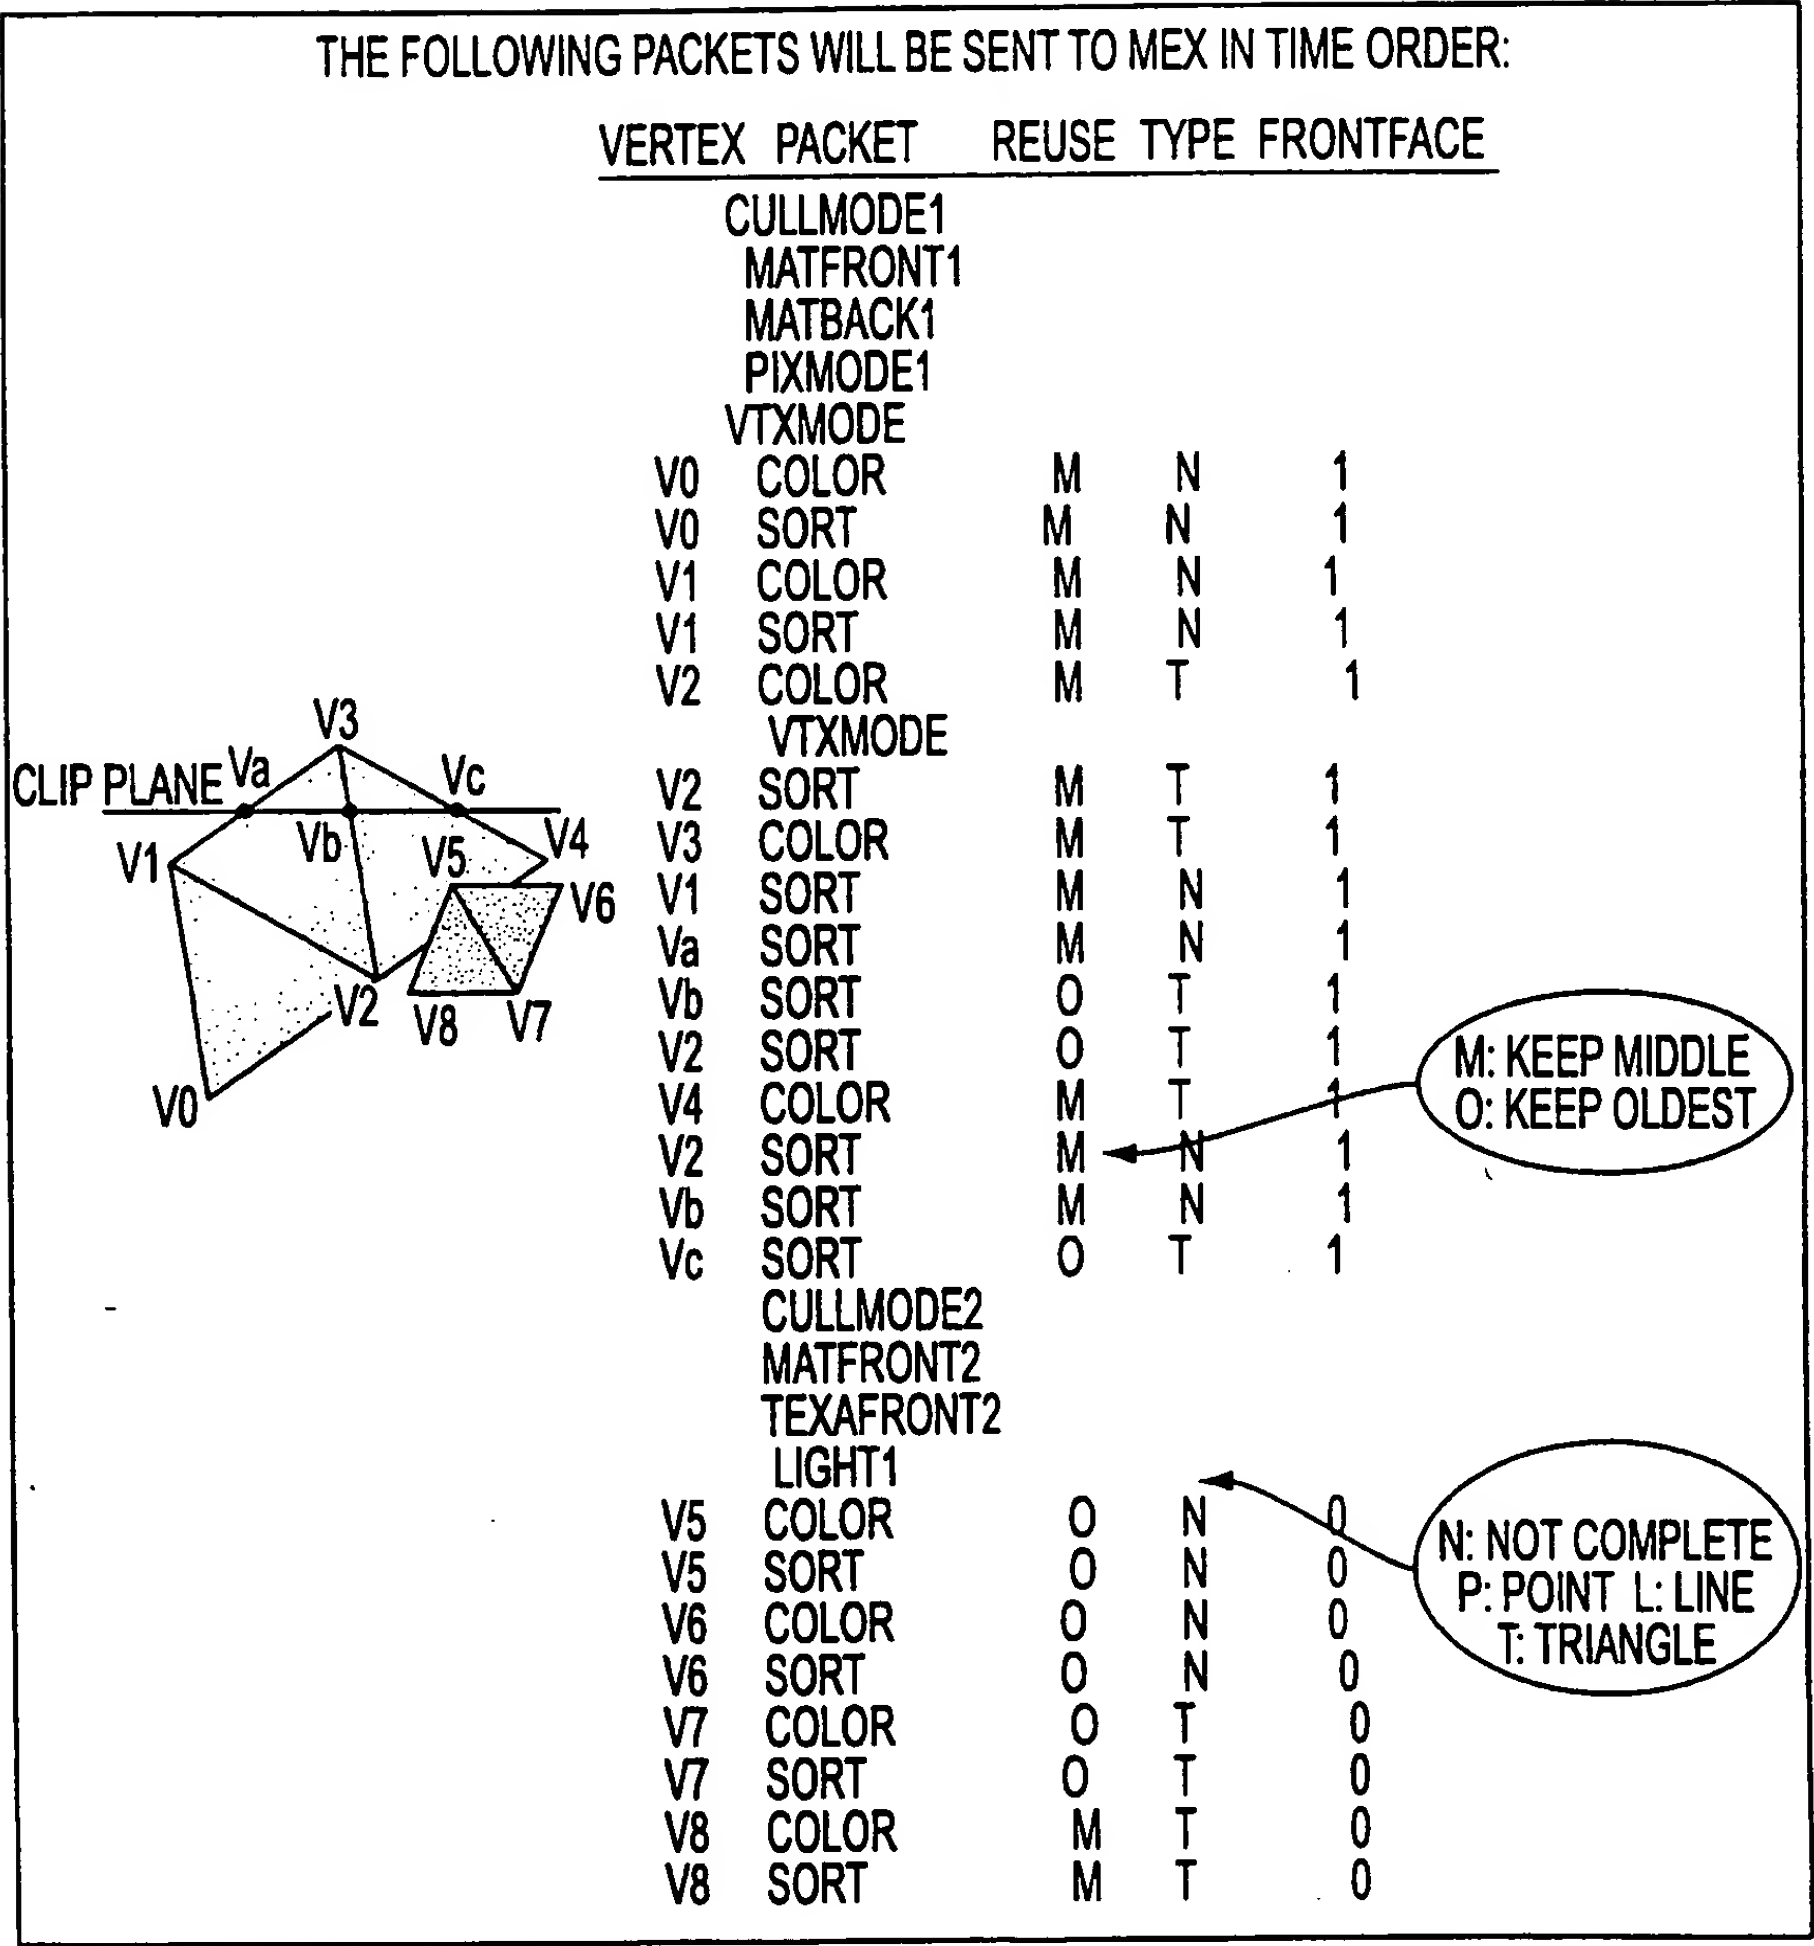 THE FOLLOWING PACKETS WILL BE SENT TO MEX IN TIME ORDER:
VERTEX PACKET REUSE TYPE FRONTFACE
CULLMODE1
MATFRONT1
MATBACK1
PIXMODE1
VTXMODE
V0 COLOR M N 1
V0 SORT M N 1
V1 COLOR M N 1
V1 SORT M N 1
V2 COLOR M T 1
VTXMODE
V2 SORT M T 1
V3 COLOR M T 1
V1 SORT M N 1
Va SORT M N 1
Vb SORT O T 1
V2 SORT O T 1
V4 COLOR M T 1
V2 SORT M N 1
Vb SORT M N 1
Vc SORT O T 1
CULLMODE2
MATFRONT2
TEXAFRONT2
LIGHT1
V5 COLOR O N 0
V5 SORT O N 0
V6 COLOR O N 0
V6 SORT O N 0
V7 COLOR O T 0
V7 SORT O T 0
V8 COLOR M T 0
V8 SORT M T 0
V3
CLIP PLANE Va Vc
V1 Vb V5 V4
V6
V2 V8 V7
V0
M: KEEP MIDDLE
O: KEEP OLDEST
N: NOT COMPLETE
P: POINT L: LINE
T: TRIANGLE